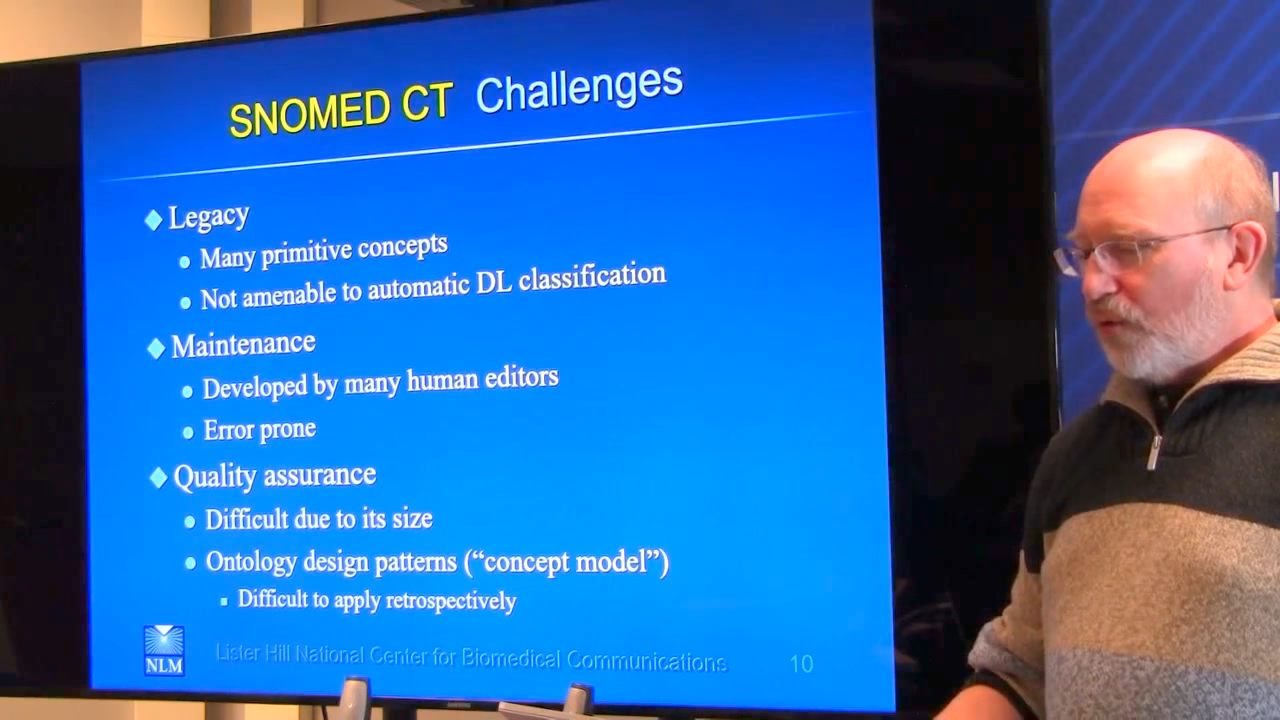 SNOMED CT Challenges
Legacy
Many primitive concepts
Not amenable to automatic DL classification
Maintenance
Developed by many human editors
Error prone
Quality assurance
Difficult due to its size
Ontology design patterns (“concept model”)
Difficult to apply retrospectively
NLM
Lister Hill National Center for Biomedical Communications 10